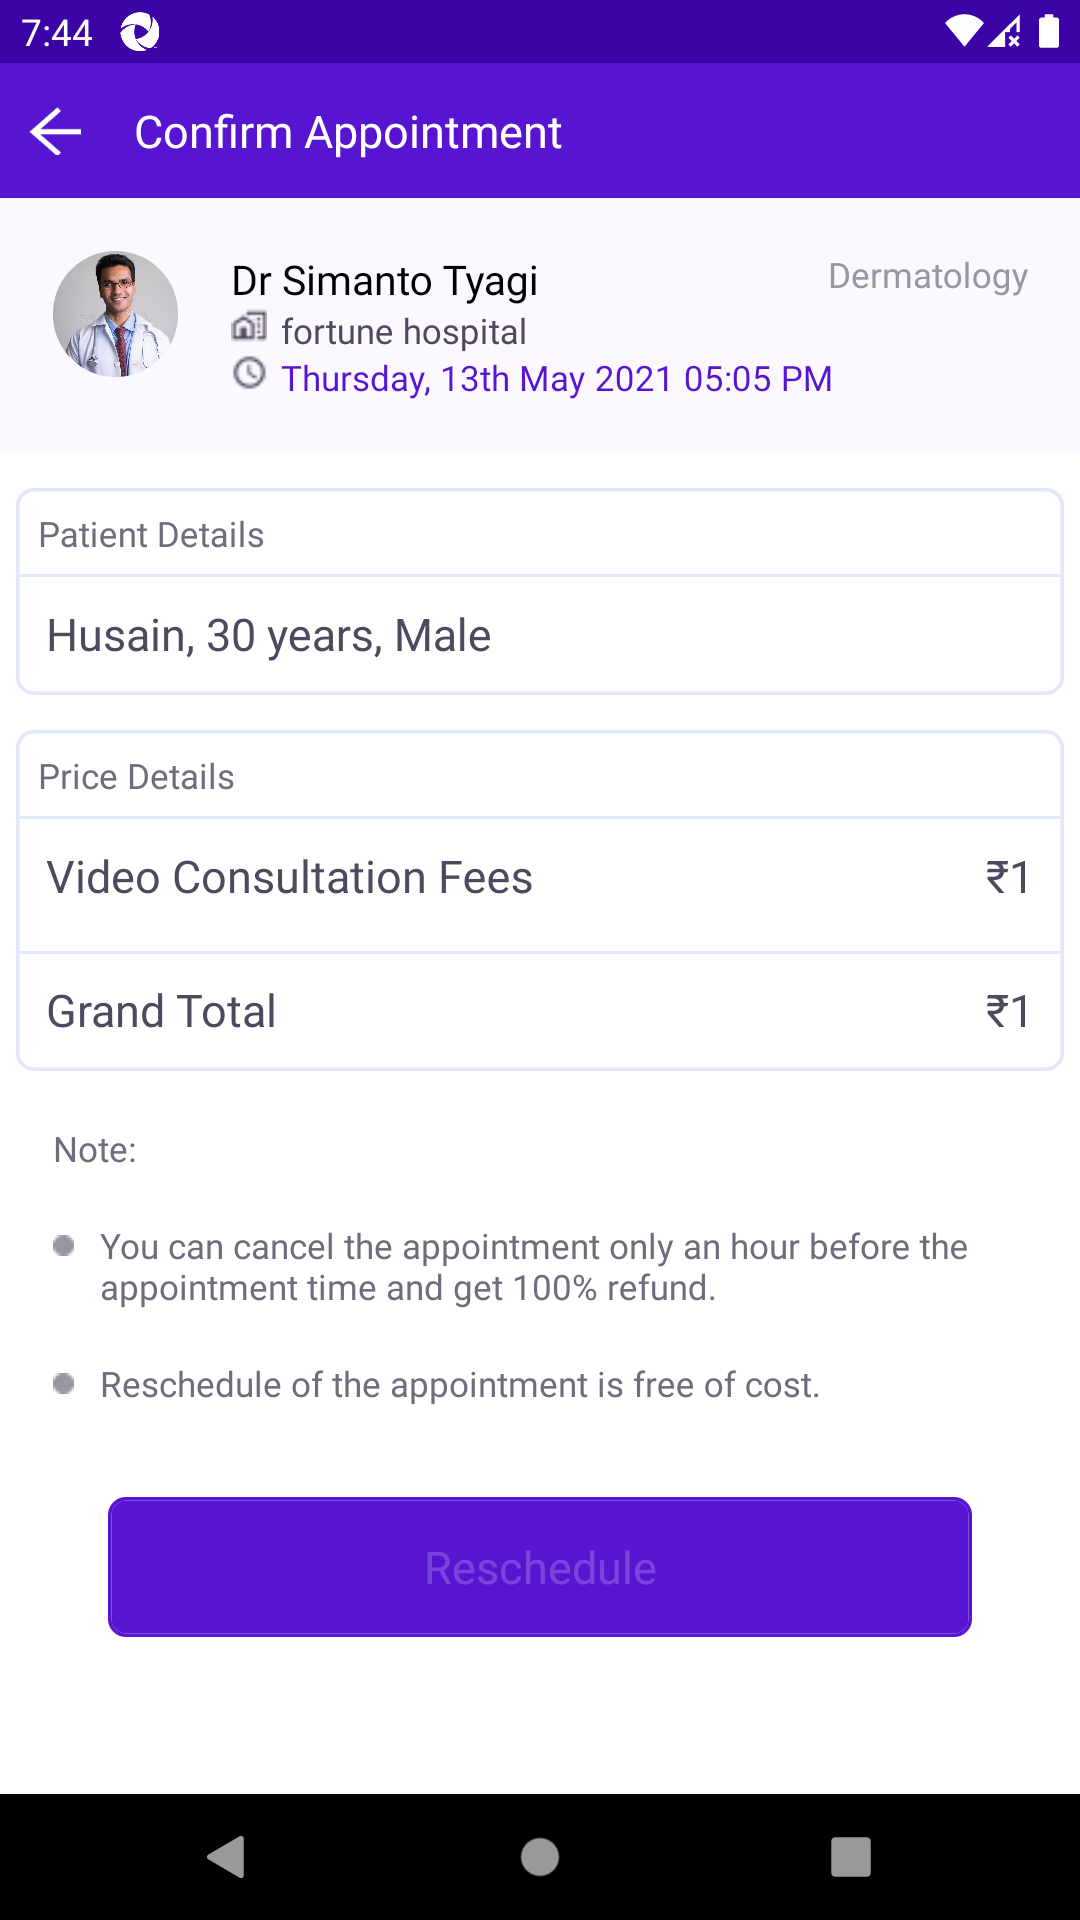 7:44
Confirm Appointment
Dr Simanto Tyagi
Dermatology
fortune hospital
Thursday, 13th May 2021 05:05 PM
Patient Details
Husain, 30 years, Male
Price Details
Video Consultation Fees ₹1
Grand Total ₹1
Note:
You can cancel the appointment only an hour before the
appointment time and get 100% refund.
Reschedule of the appointment is free of cost.
Reschedule